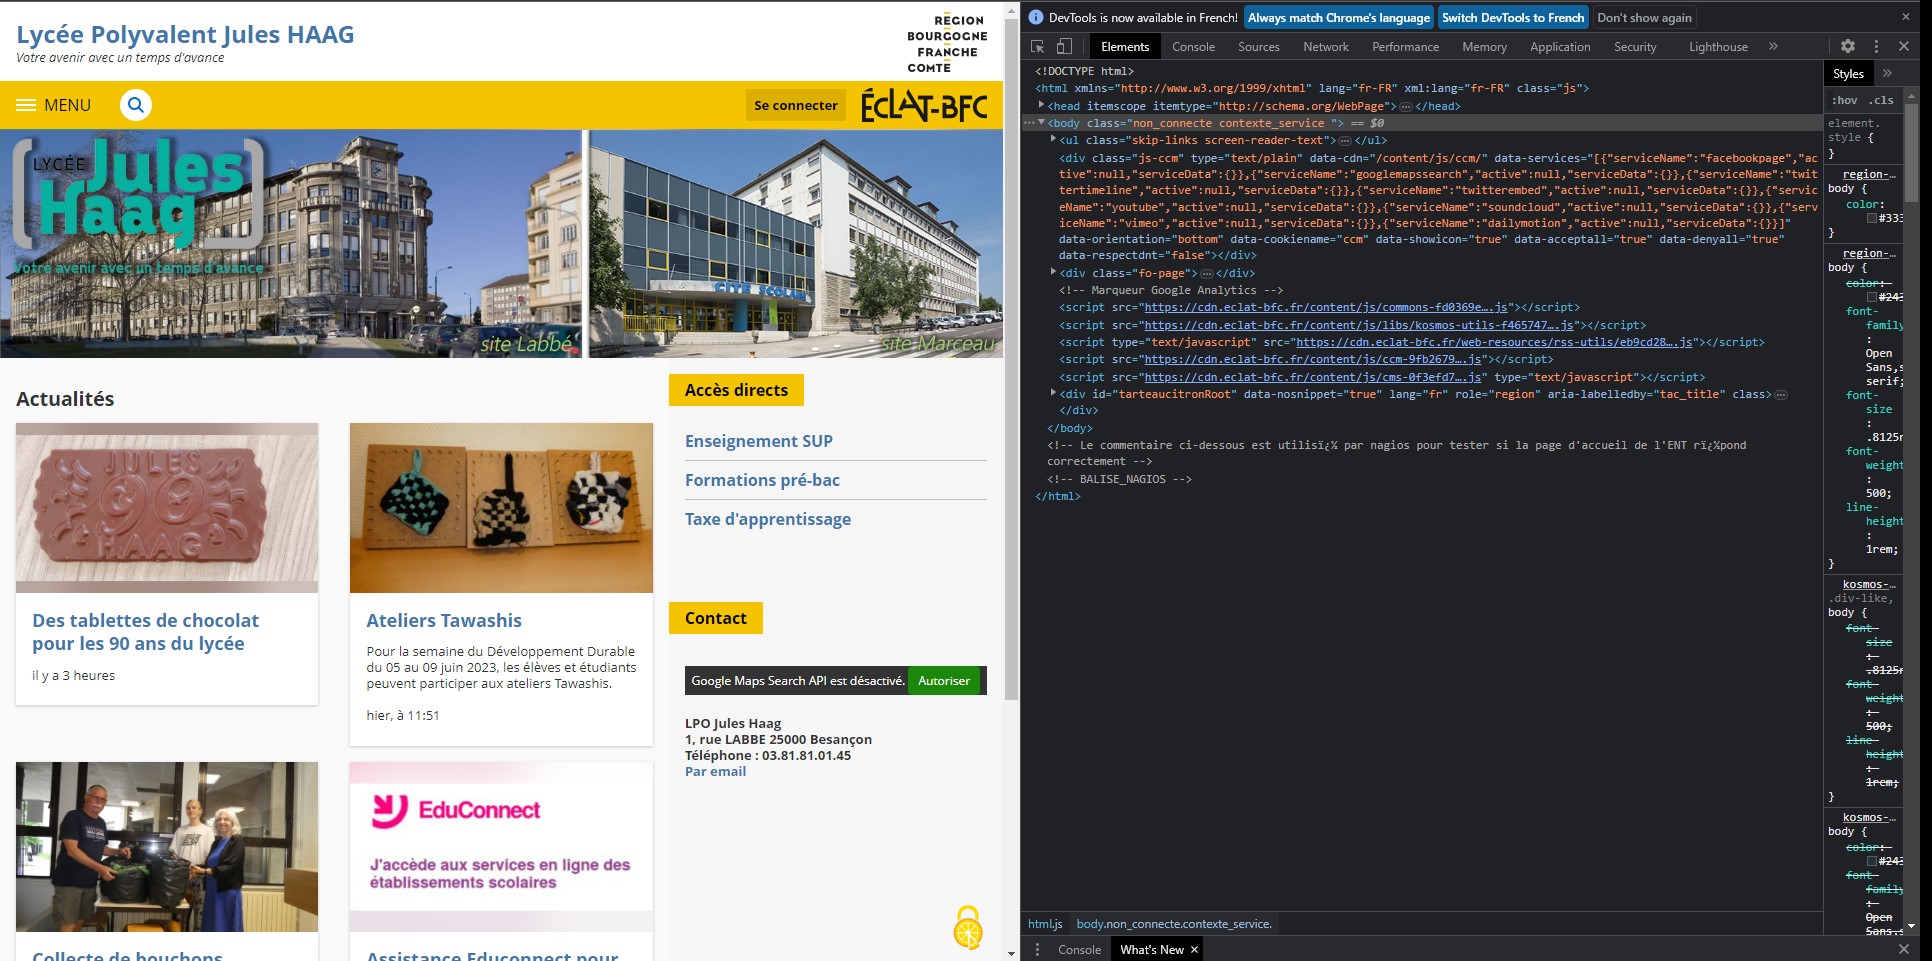 Lycée Polyvalent Jules HAAG
Votre avenir avec un temps d'avance
RÉGION
BOURGOGNE
FRANCHE
COMTE
MENU
Se connecter
ÉCLAT-BFC
LYCÉE Jules
Haag
Votre avenir avec un temps d'avance
site Labbé
CITÉ SCOLAIRE
site Marceau
Actualités
JULES
90
HAAG
Des tablettes de chocolat
pour les 90 ans du lycée
il y a 3 heures
Ateliers Tawashis
Pour la semaine du Développement Durable
du 05 au 09 juin 2023, les élèves et étudiants
peuvent participer aux ateliers Tawashis.
hier, à 11:51
Collecte de bouchons
EduConnect
J'accède aux services en ligne des
établissements scolaires
Assistance Educonnect pour
Accès directs
Enseignement SUP
Formations pré-bac
Taxe d'apprentissage
Contact
Google Maps Search API est désactivé. Autoriser
LPO Jules Haag
1, rue LABBE 25000 Besançon
Téléphone : 03.81.81.01.45
Par email
DevTools is now available in French! Always match Chrome's language Switch DevTools to French Don't show again ×
Elements Console Sources Network Performance Memory Application Security Lighthouse »
<!DOCTYPE html>
<html xmlns="http://www.w3.org/1999/xhtml" lang="fr-FR" xml:lang="fr-FR" class="js">
<head itemscope itemtype="http://schema.org/WebPage">…</head>
<body class="non_connecte contexte_service "> == $0
<ul class="skip-links screen-reader-text">…</ul>
<div class="js-ccm" type="text/plain" data-cdn="/content/js/ccm/" data-services="[{"serviceName":"facebookpage","ac
tive":null,"serviceData":{}},{"serviceName":"googlemapssearch","active":null,"serviceData":{}},{"serviceName":"twit
tertimeline","active":null,"serviceData":{}},{"serviceName":"twitterembed","active":null,"serviceData":{}},{"servic
eName":"youtube","active":null,"serviceData":{}},{"serviceName":"soundcloud","active":null,"serviceData":{}},{"serv
iceName":"vimeo","active":null,"serviceData":{}},{"serviceName":"dailymotion","active":null,"serviceData":{}}]"
data-orientation="bottom" data-cookiename="ccm" data-showicon="true" data-acceptall="true" data-denyall="true"
data-respectdnt="false"></div>
<div class="fo-page">…</div>
<!-- Marqueur Google Analytics -->
<script src="https://cdn.eclat-bfc.fr/content/js/commons-fd0369e….js"></script>
<script src="https://cdn.eclat-bfc.fr/content/js/libs/kosmos-utils-f465747….js"></script>
<script type="text/javascript" src="https://cdn.eclat-bfc.fr/web-resources/rss-utils/eb9cd28….js"></script>
<script src="https://cdn.eclat-bfc.fr/content/js/ccm-9fb2679….js"></script>
<script src="https://cdn.eclat-bfc.fr/content/js/cms-0f3efd7….js" type="text/javascript"></script>
<div id="tarteaucitronRoot" data-nosnippet="true" lang="fr" role="region" aria-labelledby="tac_title" class>…
</div>
</body>
<!-- Le commentaire ci-dessous est utilisï¿½ par nagios pour tester si la page d'accueil de l'ENT rï¿½pond
correctement -->
<!-- BALISE_NAGIOS -->
</html>
html.js body.non_connecte.contexte_service.
Console What's New ×
Styles »
:hov .cls
element.
style {
}
region-…
body {
color:
#333
}
region-…
body {
color:
#243
font-
family
:
Open
Sans,s
serif;
font-
size
:
.8125r
font-
weight
:
500;
line-
height
:
1rem;
}
kosmos-…
.div-like,
body {
font-
size
:
.8125r
font-
weight
:
500;
line-
height
:
1rem;
}
kosmos-…
body {
color:
#243
font-
family
:
Open
Sans,s